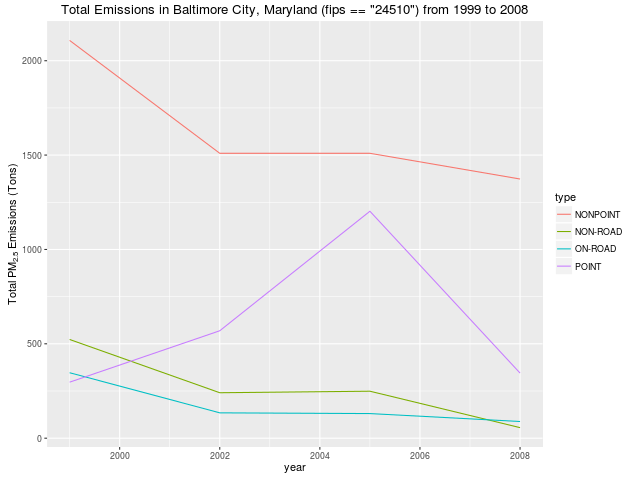 Total Emissions in Baltimore City, Maryland (fips == "24510") from 1999 to 2008
Total PM2.5 Emissions (Tons)
2000
1500
1000
500
0
2000 2002 2004 2006 2008
year
type
NONPOINT
NON-ROAD
ON-ROAD
POINT